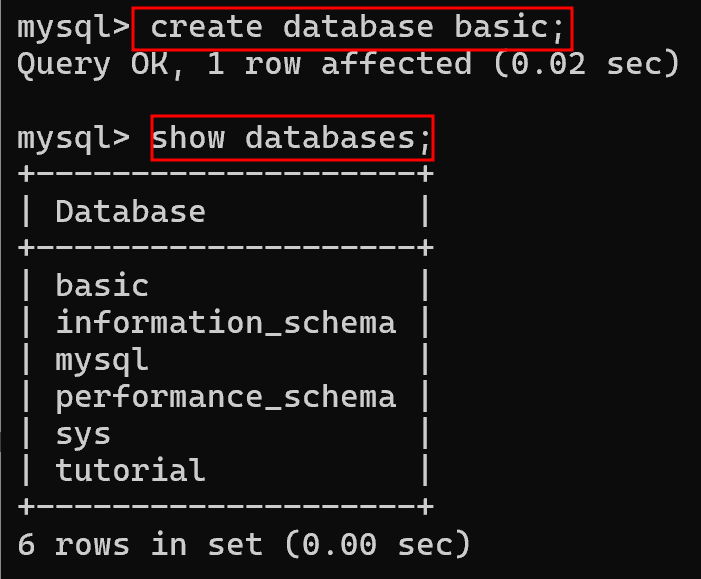 mysql> create database basic;
Query OK, 1 row affected (0.02 sec)
mysql> show databases;
+--------------------+
| Database           |
+--------------------+
| basic              |
| information_schema |
| mysql              |
| performance_schema |
| sys                |
| tutorial           |
+--------------------+
6 rows in set (0.00 sec)